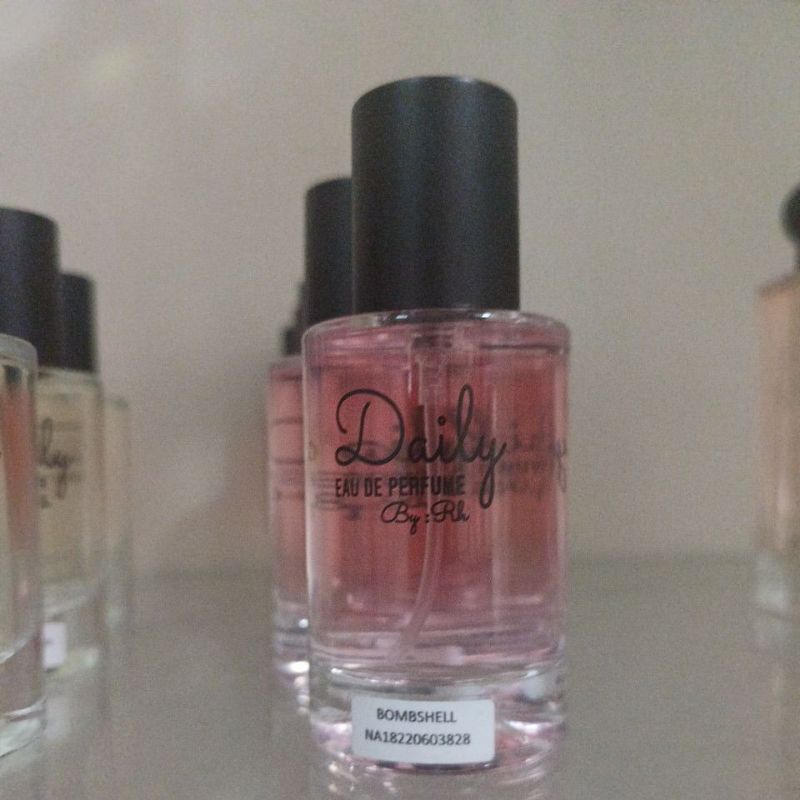 Daily
EAU DE PERFUME
By : Rh
BOMBSHELL
NA18220603828